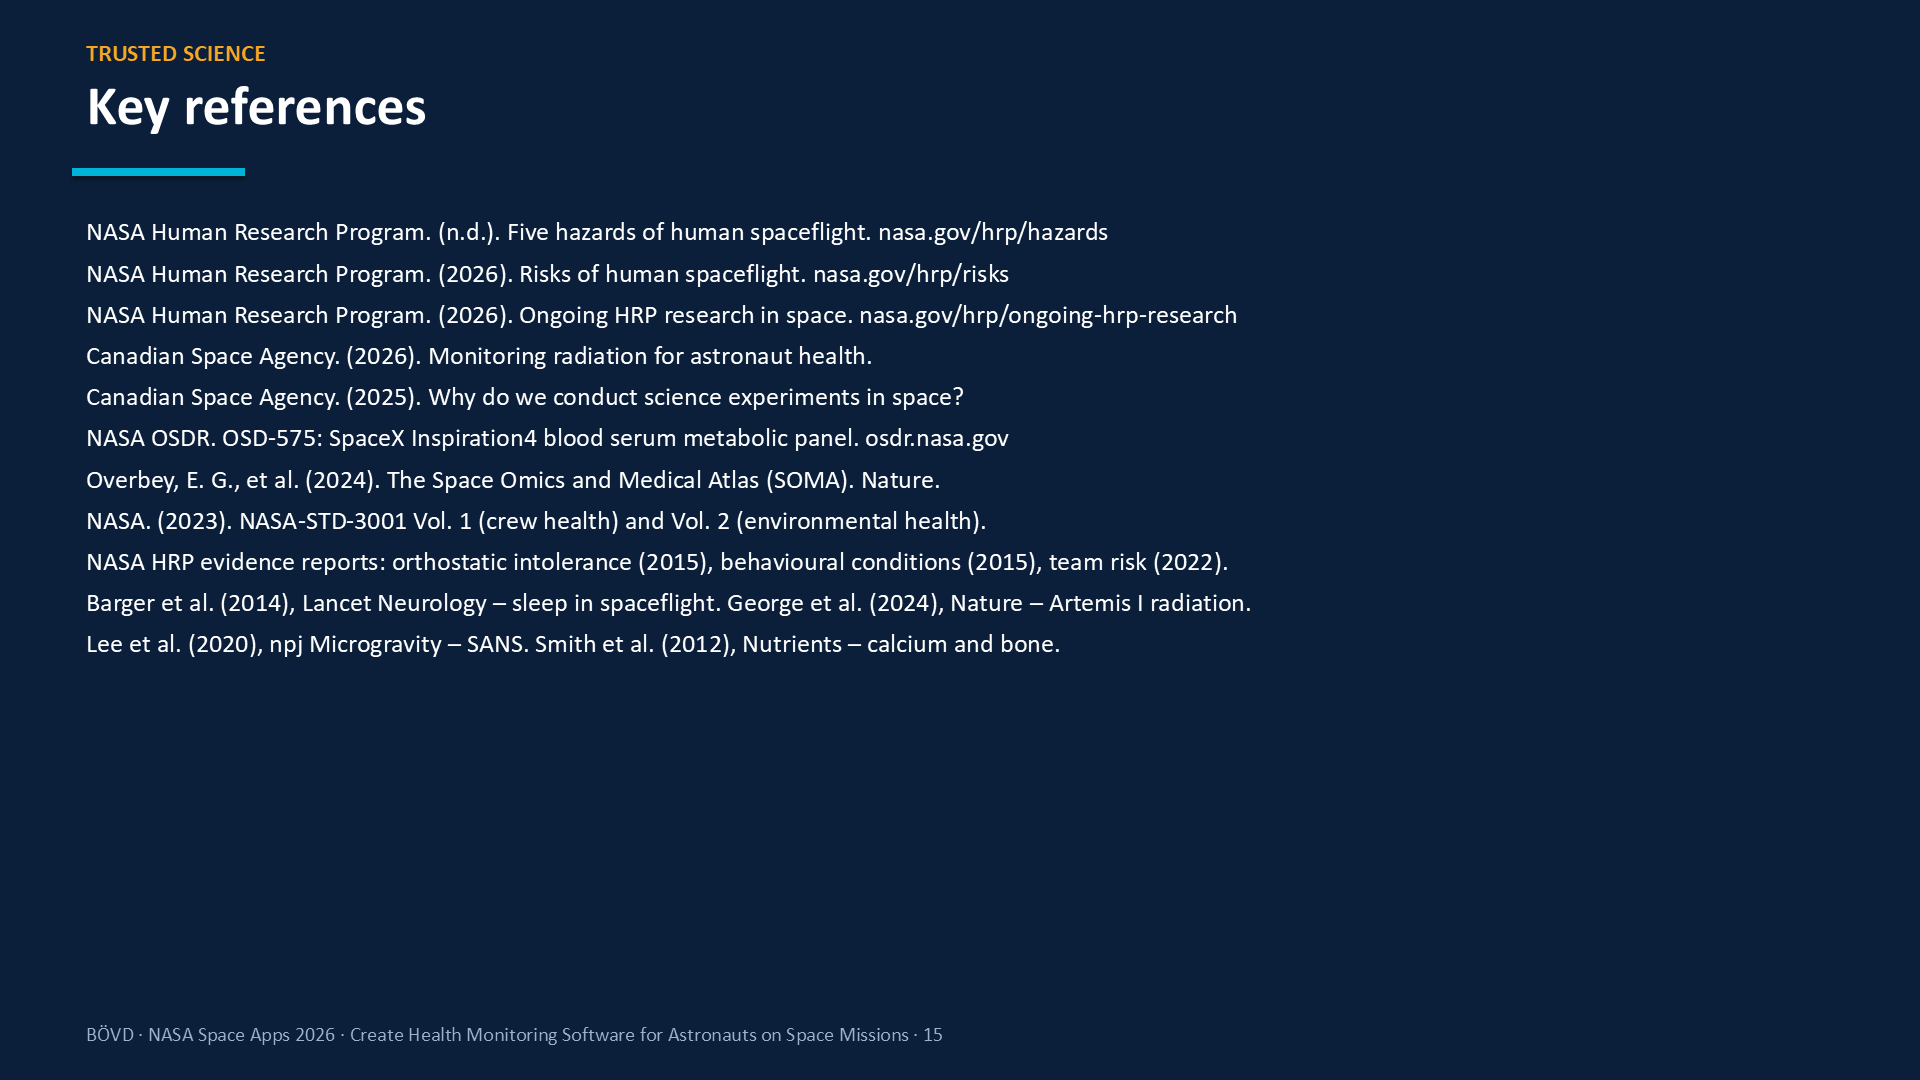 TRUSTED SCIENCE
Key references
NASA Human Research Program. (n.d.). Five hazards of human spaceflight. nasa.gov/hrp/hazards
NASA Human Research Program. (2026). Risks of human spaceflight. nasa.gov/hrp/risks
NASA Human Research Program. (2026). Ongoing HRP research in space. nasa.gov/hrp/ongoing-hrp-research
Canadian Space Agency. (2026). Monitoring radiation for astronaut health.
Canadian Space Agency. (2025). Why do we conduct science experiments in space?
NASA OSDR. OSD-575: SpaceX Inspiration4 blood serum metabolic panel. osdr.nasa.gov
Overbey, E. G., et al. (2024). The Space Omics and Medical Atlas (SOMA). Nature.
NASA. (2023). NASA-STD-3001 Vol. 1 (crew health) and Vol. 2 (environmental health).
NASA HRP evidence reports: orthostatic intolerance (2015), behavioural conditions (2015), team risk (2022).
Barger et al. (2014), Lancet Neurology – sleep in spaceflight. George et al. (2024), Nature – Artemis I radiation.
Lee et al. (2020), npj Microgravity – SANS. Smith et al. (2012), Nutrients – calcium and bone.
BÖVD · NASA Space Apps 2026 · Create Health Monitoring Software for Astronauts on Space Missions · 15